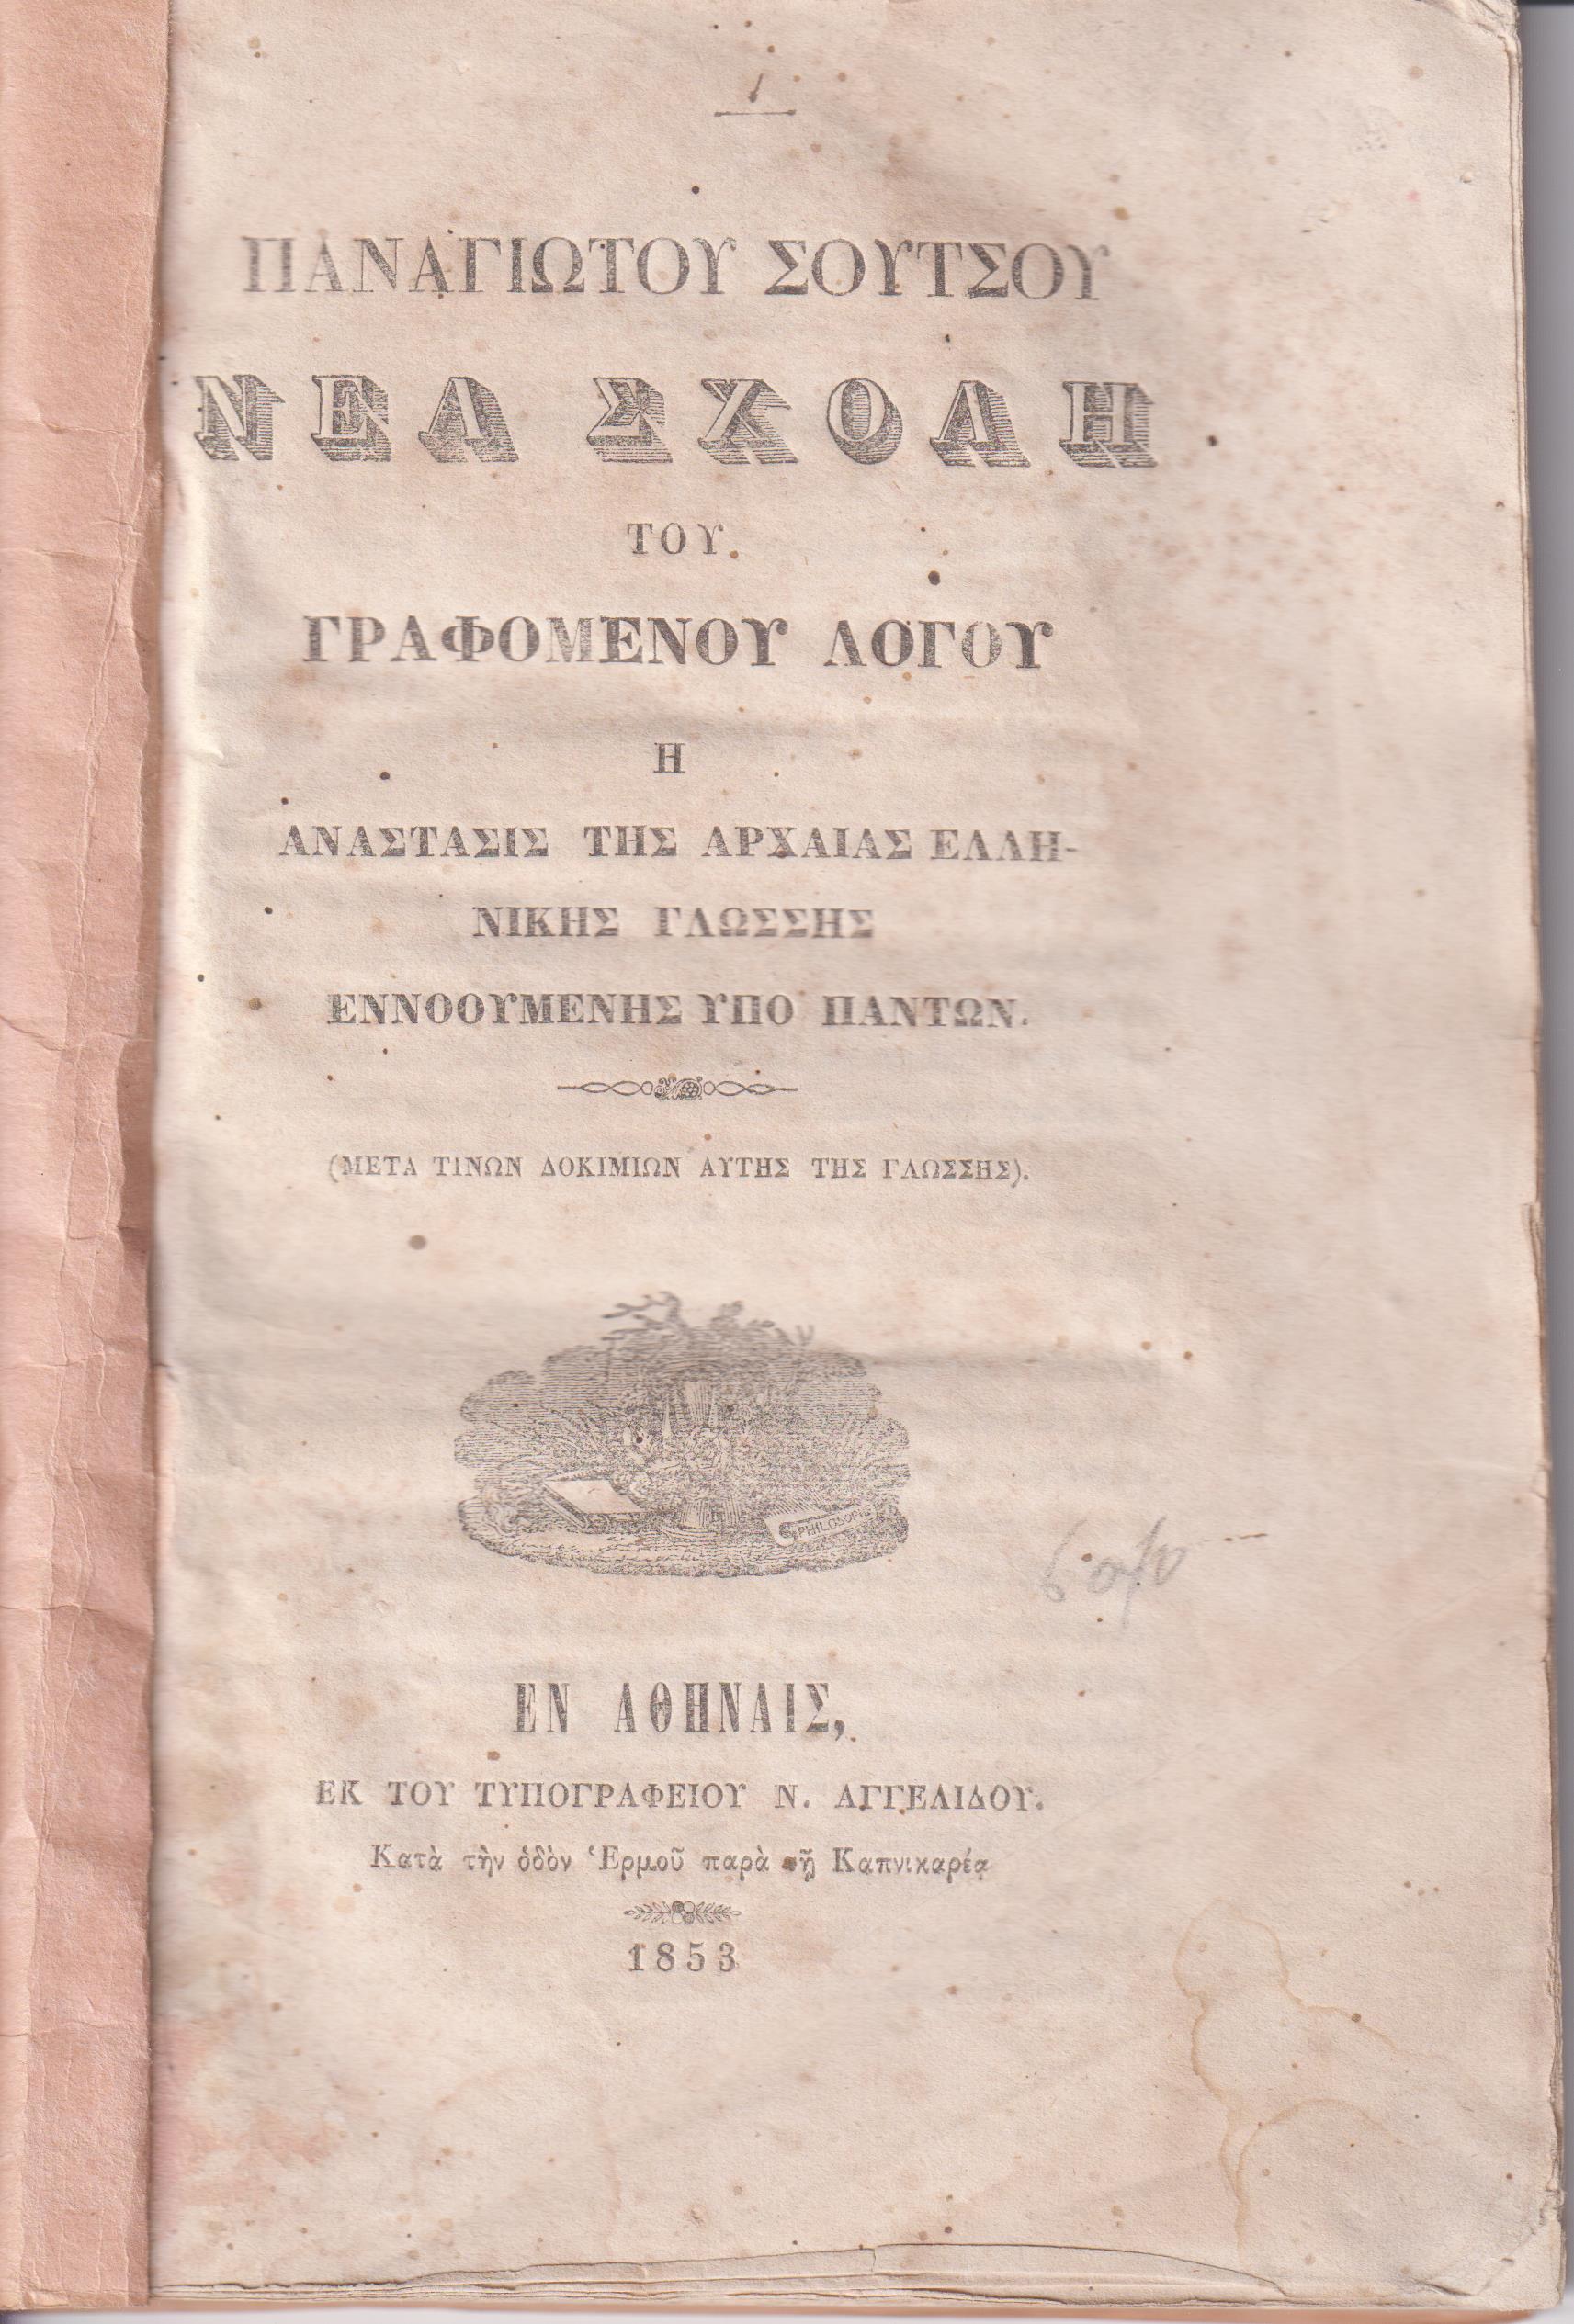 ΠΑΝΑΓΙΩΤΟΥ ΣΟΥΤΣΟΥ
ΝΕΑ ΣΧΟΛΗ
ΤΟΥ
ΓΡΑΦΟΜΕΝΟΥ ΛΟΓΟΥ
Η
ΑΝΑΣΤΑΣΙΣ ΤΗΣ ΑΡΧΑΙΑΣ ΕΛΛΗ-
ΝΙΚΗΣ ΓΛΩΣΣΗΣ
ΕΝΝΟΟΥΜΕΝΗΣ ΥΠΟ ΠΑΝΤΩΝ.
(ΜΕΤΑ ΤΙΝΩΝ ΔΟΚΙΜΙΩΝ ΑΥΤΗΣ ΤΗΣ ΓΛΩΣΣΗΣ).
ΕΝ ΑΘΗΝΑΙΣ,
ΕΚ ΤΟΥ ΤΥΠΟΓΡΑΦΕΙΟΥ Ν. ΑΓΓΕΛΙΔΟΥ.
Κατὰ τὴν ὁδὸν Ἑρμοῦ παρὰ τῇ Καπνικαρέᾳ
1853